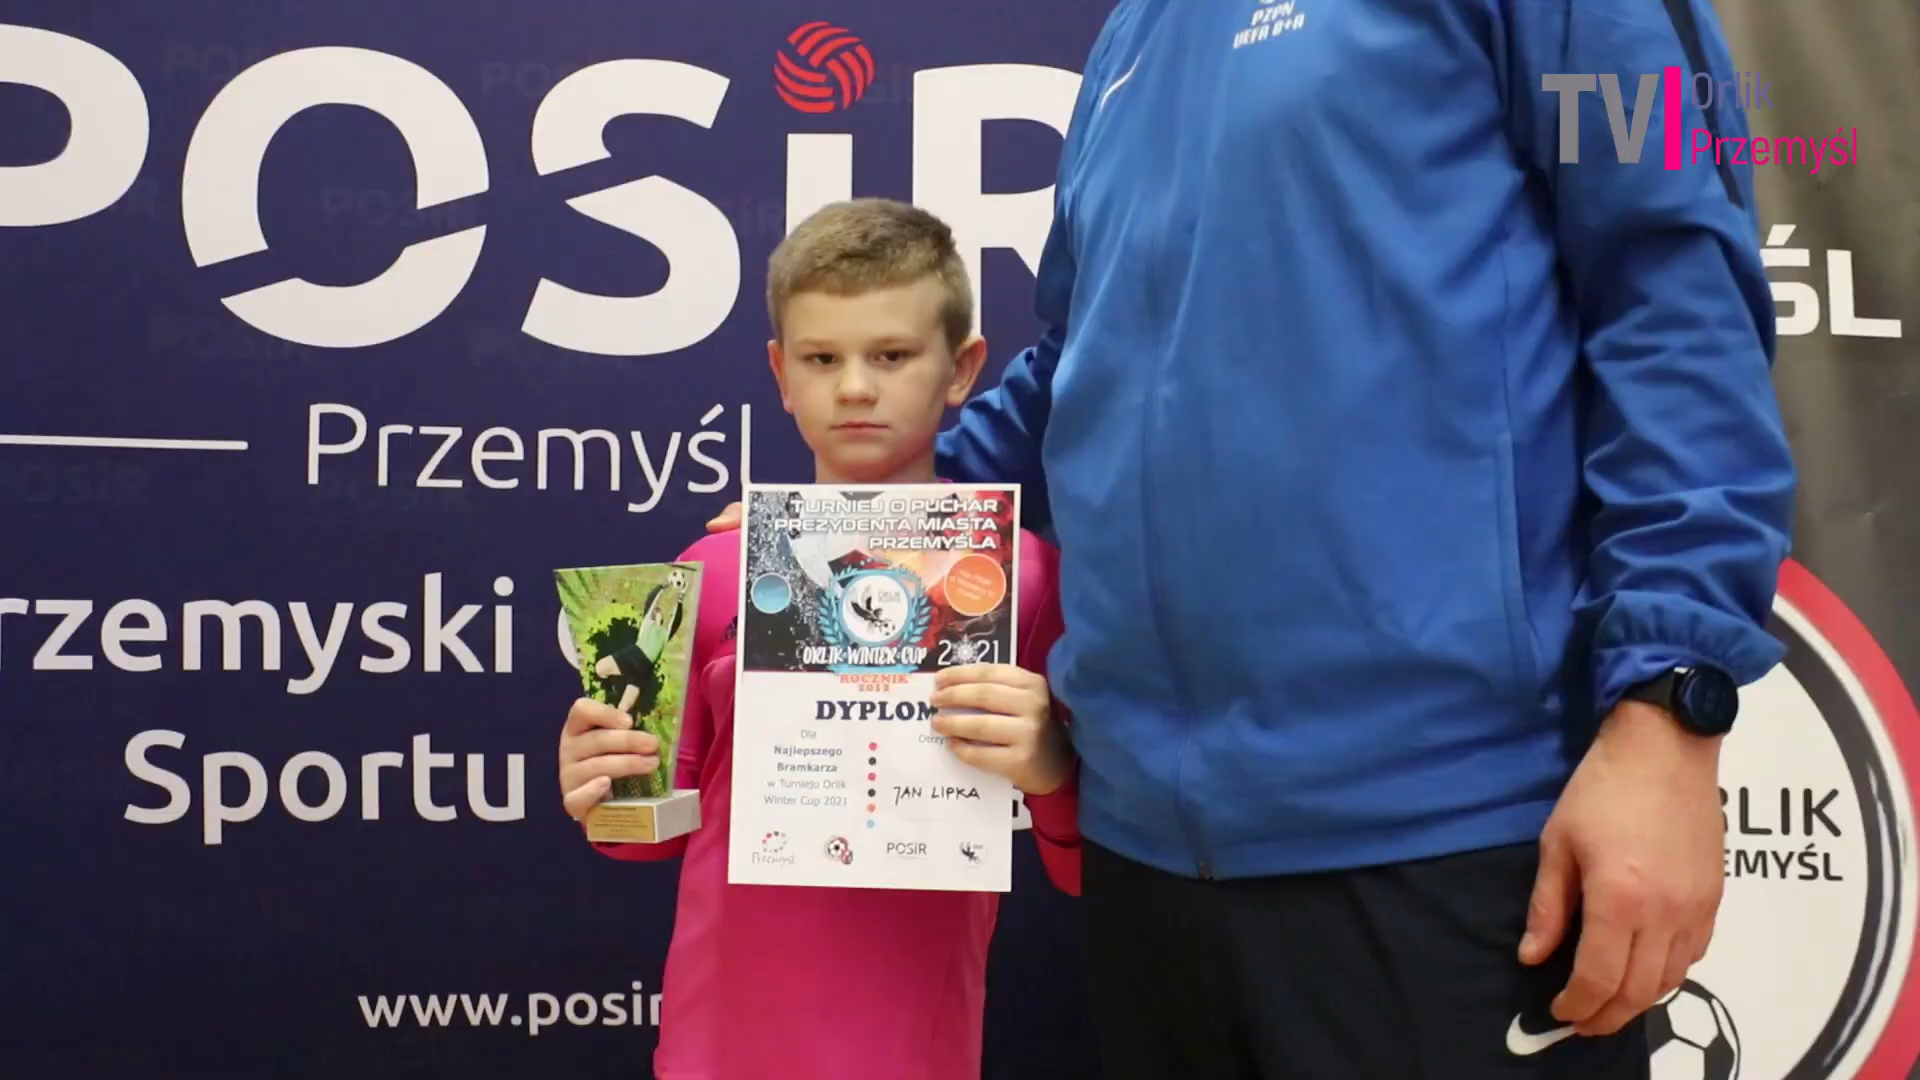 POSiR
Przemyśl
rzemyski
Sportu
www.posir
PZPN
UEFA B+A
TV Orlik
Przemyśl
ŚL
TURNIEJ O PUCHAR
PREZYDENTA MIASTA
PRZEMYŚLA
ORLIK WINTER CUP 2021
ROCZNIK
2012
DYPLOM
Dla
Najlepszego
Bramkarza
w Turnieju Orlik
Winter Cup 2021
Otrzy
JAN LIPKA
Przemyśl
POSiR
RLIK
EMYŚL